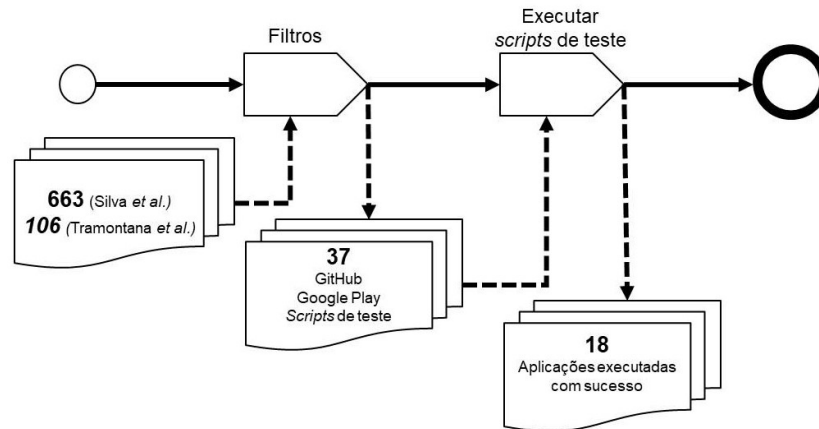 Filtros
Executar
scripts de teste
663 (Silva et al.)
106 (Tramontana et al.)
37
GitHub
Google Play
Scripts de teste
18
Aplicações executadas
com sucesso